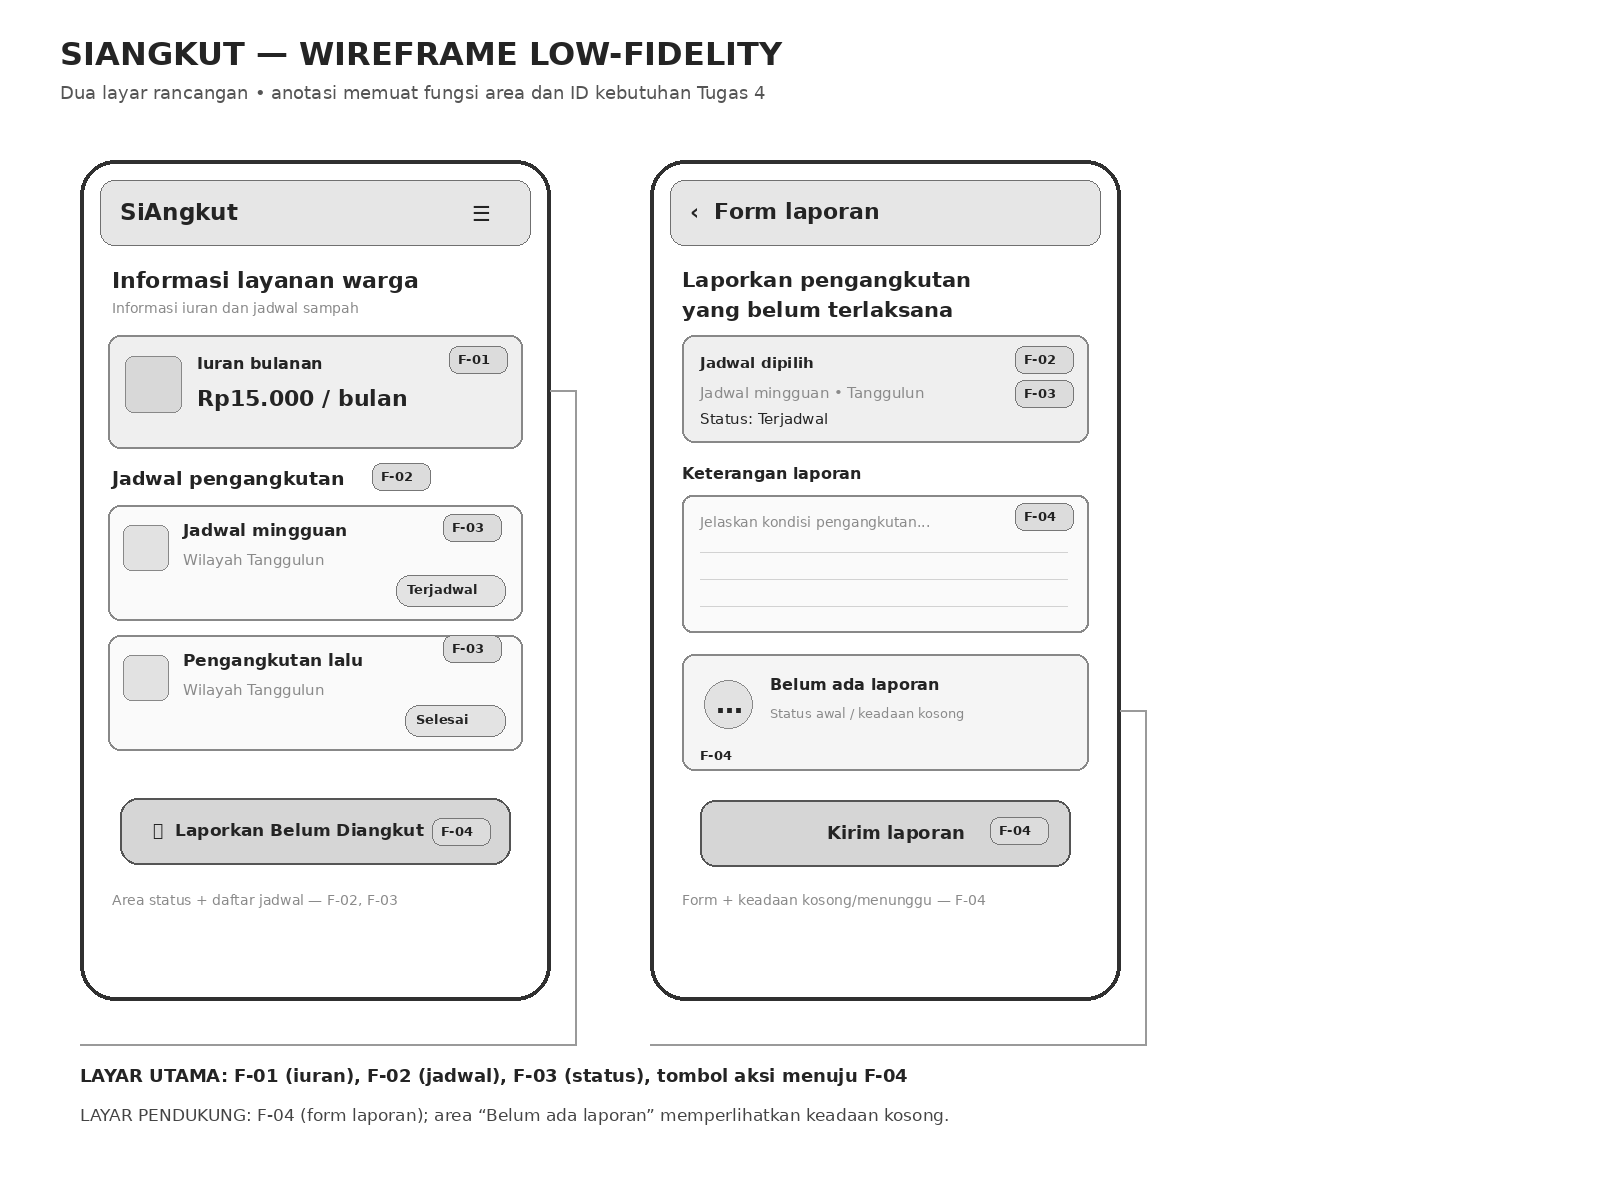 SIANGKUT — WIREFRAME LOW-FIDELITY
Dua layar rancangan • anotasi memuat fungsi area dan ID kebutuhan Tugas 4
SiAngkut ☰
Informasi layanan warga
Informasi iuran dan jadwal sampah
Iuran bulanan F-01
Rp15.000 / bulan
Jadwal pengangkutan F-02
Jadwal mingguan F-03
Wilayah Tanggulun
Terjadwal
Pengangkutan lalu F-03
Wilayah Tanggulun
Selesai
Laporkan Belum Diangkut F-04
Area status + daftar jadwal — F-02, F-03
‹ Form laporan
Laporkan pengangkutan
yang belum terlaksana
Jadwal dipilih F-02
Jadwal mingguan • Tanggulun F-03
Status: Terjadwal
Keterangan laporan
Jelaskan kondisi pengangkutan... F-04
... Belum ada laporan
Status awal / keadaan kosong
F-04
Kirim laporan F-04
Form + keadaan kosong/menunggu — F-04
LAYAR UTAMA: F-01 (iuran), F-02 (jadwal), F-03 (status), tombol aksi menuju F-04
LAYAR PENDUKUNG: F-04 (form laporan); area “Belum ada laporan” memperlihatkan keadaan kosong.